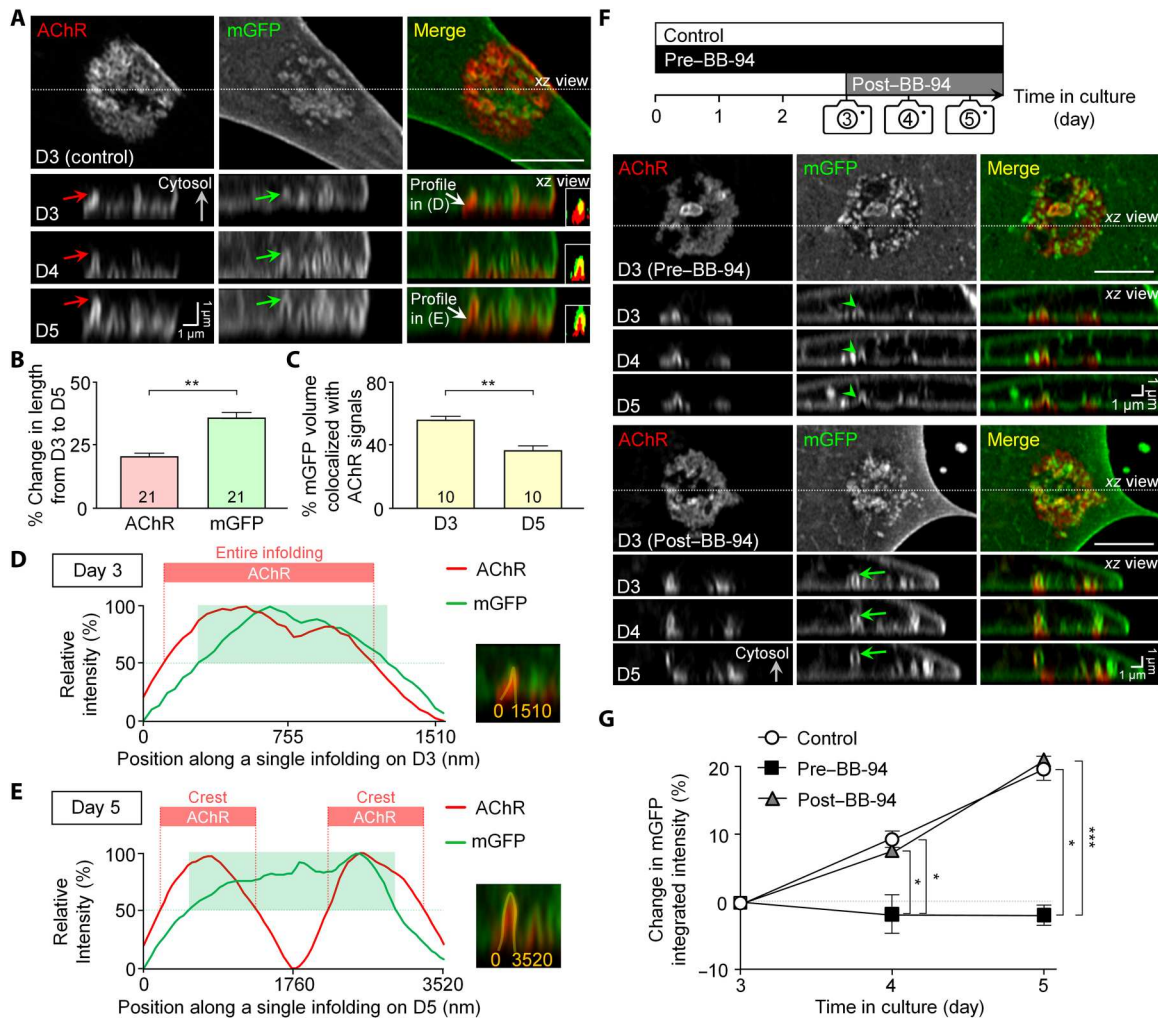 A
AChR
mGFP
Merge
xz view
D3 (control)
Cytosol
Profile
in (D)
xz view
D3
D4
Profile
in (E)
D5
1 µm
1 µm
B
% Change in length
from D3 to D5
50
25
0
**
21
21
AChR
mGFP
C
% mGFP volume
colocalized with
AChR signals
80
40
0
**
10
10
D3
D5
D
Day 3
Entire infolding
AChR
AChR
mGFP
Relative
intensity (%)
100
50
0
0
755
1510
Position along a single infolding on D3 (nm)
0 1510
E
Day 5
Crest
AChR
Crest
AChR
AChR
mGFP
Relative
Intensity (%)
100
50
0
0
1760
3520
Position along a single infolding on D5 (nm)
0 3520
F
Control
Pre–BB-94
Post–BB-94
0
1
2
3
4
5
Time in culture
(day)
AChR
mGFP
Merge
xz view
D3 (Pre–BB-94)
xz view
D3
D4
D5
1 µm
1 µm
AChR
mGFP
Merge
xz view
D3 (Post–BB-94)
xz view
D3
D4
Cytosol
D5
1 µm
1 µm
G
Control
Pre–BB-94
Post–BB-94
Change in mGFP
integrated intensity (%)
20
10
0
−10
*
*
*
***
3
4
5
Time in culture (day)